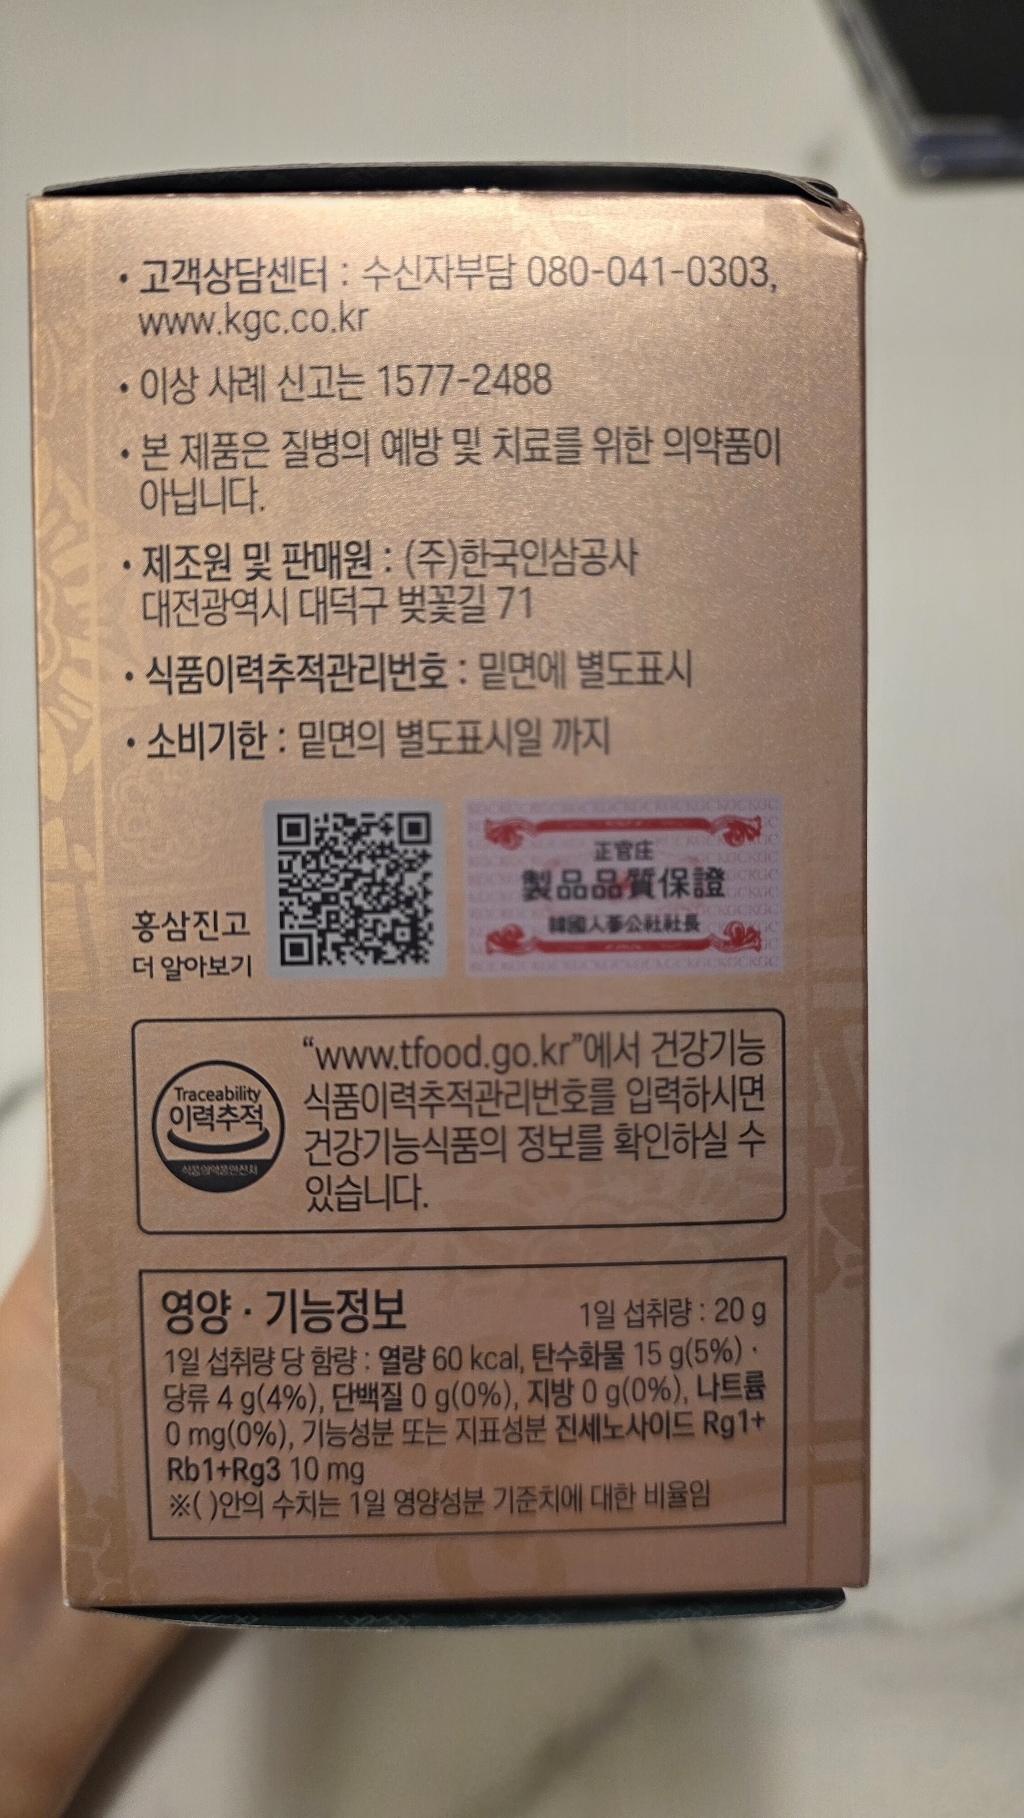 • 고객상담센터 : 수신자부담 080-041-0303,
www.kgc.co.kr
• 이상 사례 신고는 1577-2488
• 본 제품은 질병의 예방 및 치료를 위한 의약품이
아닙니다.
• 제조원 및 판매원 : (주)한국인삼공사
대전광역시 대덕구 벚꽃길 71
• 식품이력추적관리번호 : 밑면에 별도표시
• 소비기한 : 밑면의 별도표시일 까지
홍삼진고
더 알아보기
正官庄
製品品質保證
韓國人蔘公社社長
Traceability
이력추적
식품의약품안전처
“www.tfood.go.kr”에서 건강기능
식품이력추적관리번호를 입력하시면
건강기능식품의 정보를 확인하실 수
있습니다.
영양 · 기능정보
1일 섭취량 : 20 g
1일 섭취량 당 함량 : 열량 60 kcal, 탄수화물 15 g(5%) ·
당류 4 g(4%), 단백질 0 g(0%), 지방 0 g(0%), 나트륨
0 mg(0%), 기능성분 또는 지표성분 진세노사이드 Rg1+
Rb1+Rg3 10 mg
※( )안의 수치는 1일 영양성분 기준치에 대한 비율임